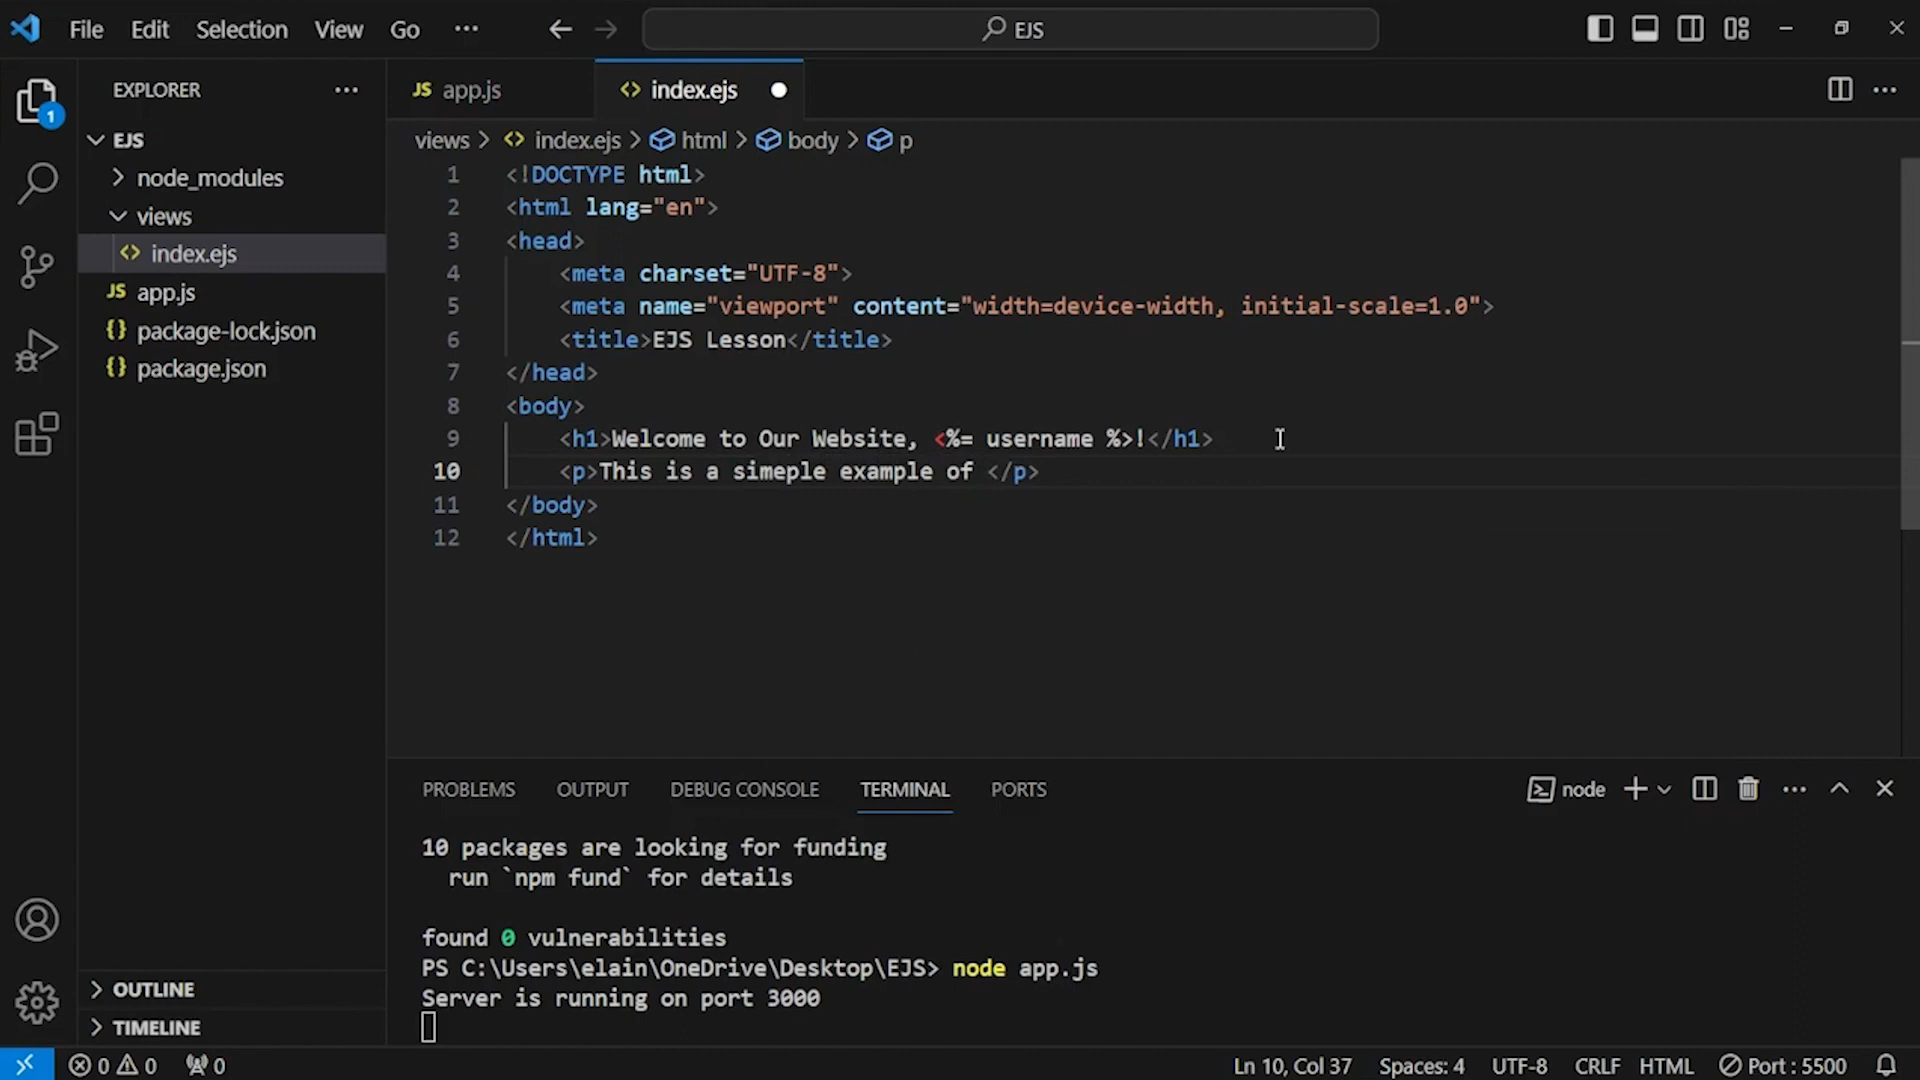 File Edit Selection View Go ··· EJS
EXPLORER ···
EJS
node_modules
views
index.ejs
JS app.js
{} package-lock.json
{} package.json
OUTLINE
TIMELINE
1
JS app.js
<> index.ejs
views > <> index.ejs > html > body > p
1 <!DOCTYPE html>
2 <html lang="en">
3 <head>
4 <meta charset="UTF-8">
5 <meta name="viewport" content="width=device-width, initial-scale=1.0">
6 <title>EJS Lesson</title>
7 </head>
8 <body>
9 <h1>Welcome to Our Website, <%= username %>!</h1>
10 <p>This is a simeple example of </p>
11 </body>
12 </html>
PROBLEMS OUTPUT DEBUG CONSOLE TERMINAL PORTS node
10 packages are looking for funding
run `npm fund` for details
found 0 vulnerabilities
PS C:\Users\elain\OneDrive\Desktop\EJS> node app.js
Server is running on port 3000
0 0 0 Ln 10, Col 37 Spaces: 4 UTF-8 CRLF HTML Port : 5500